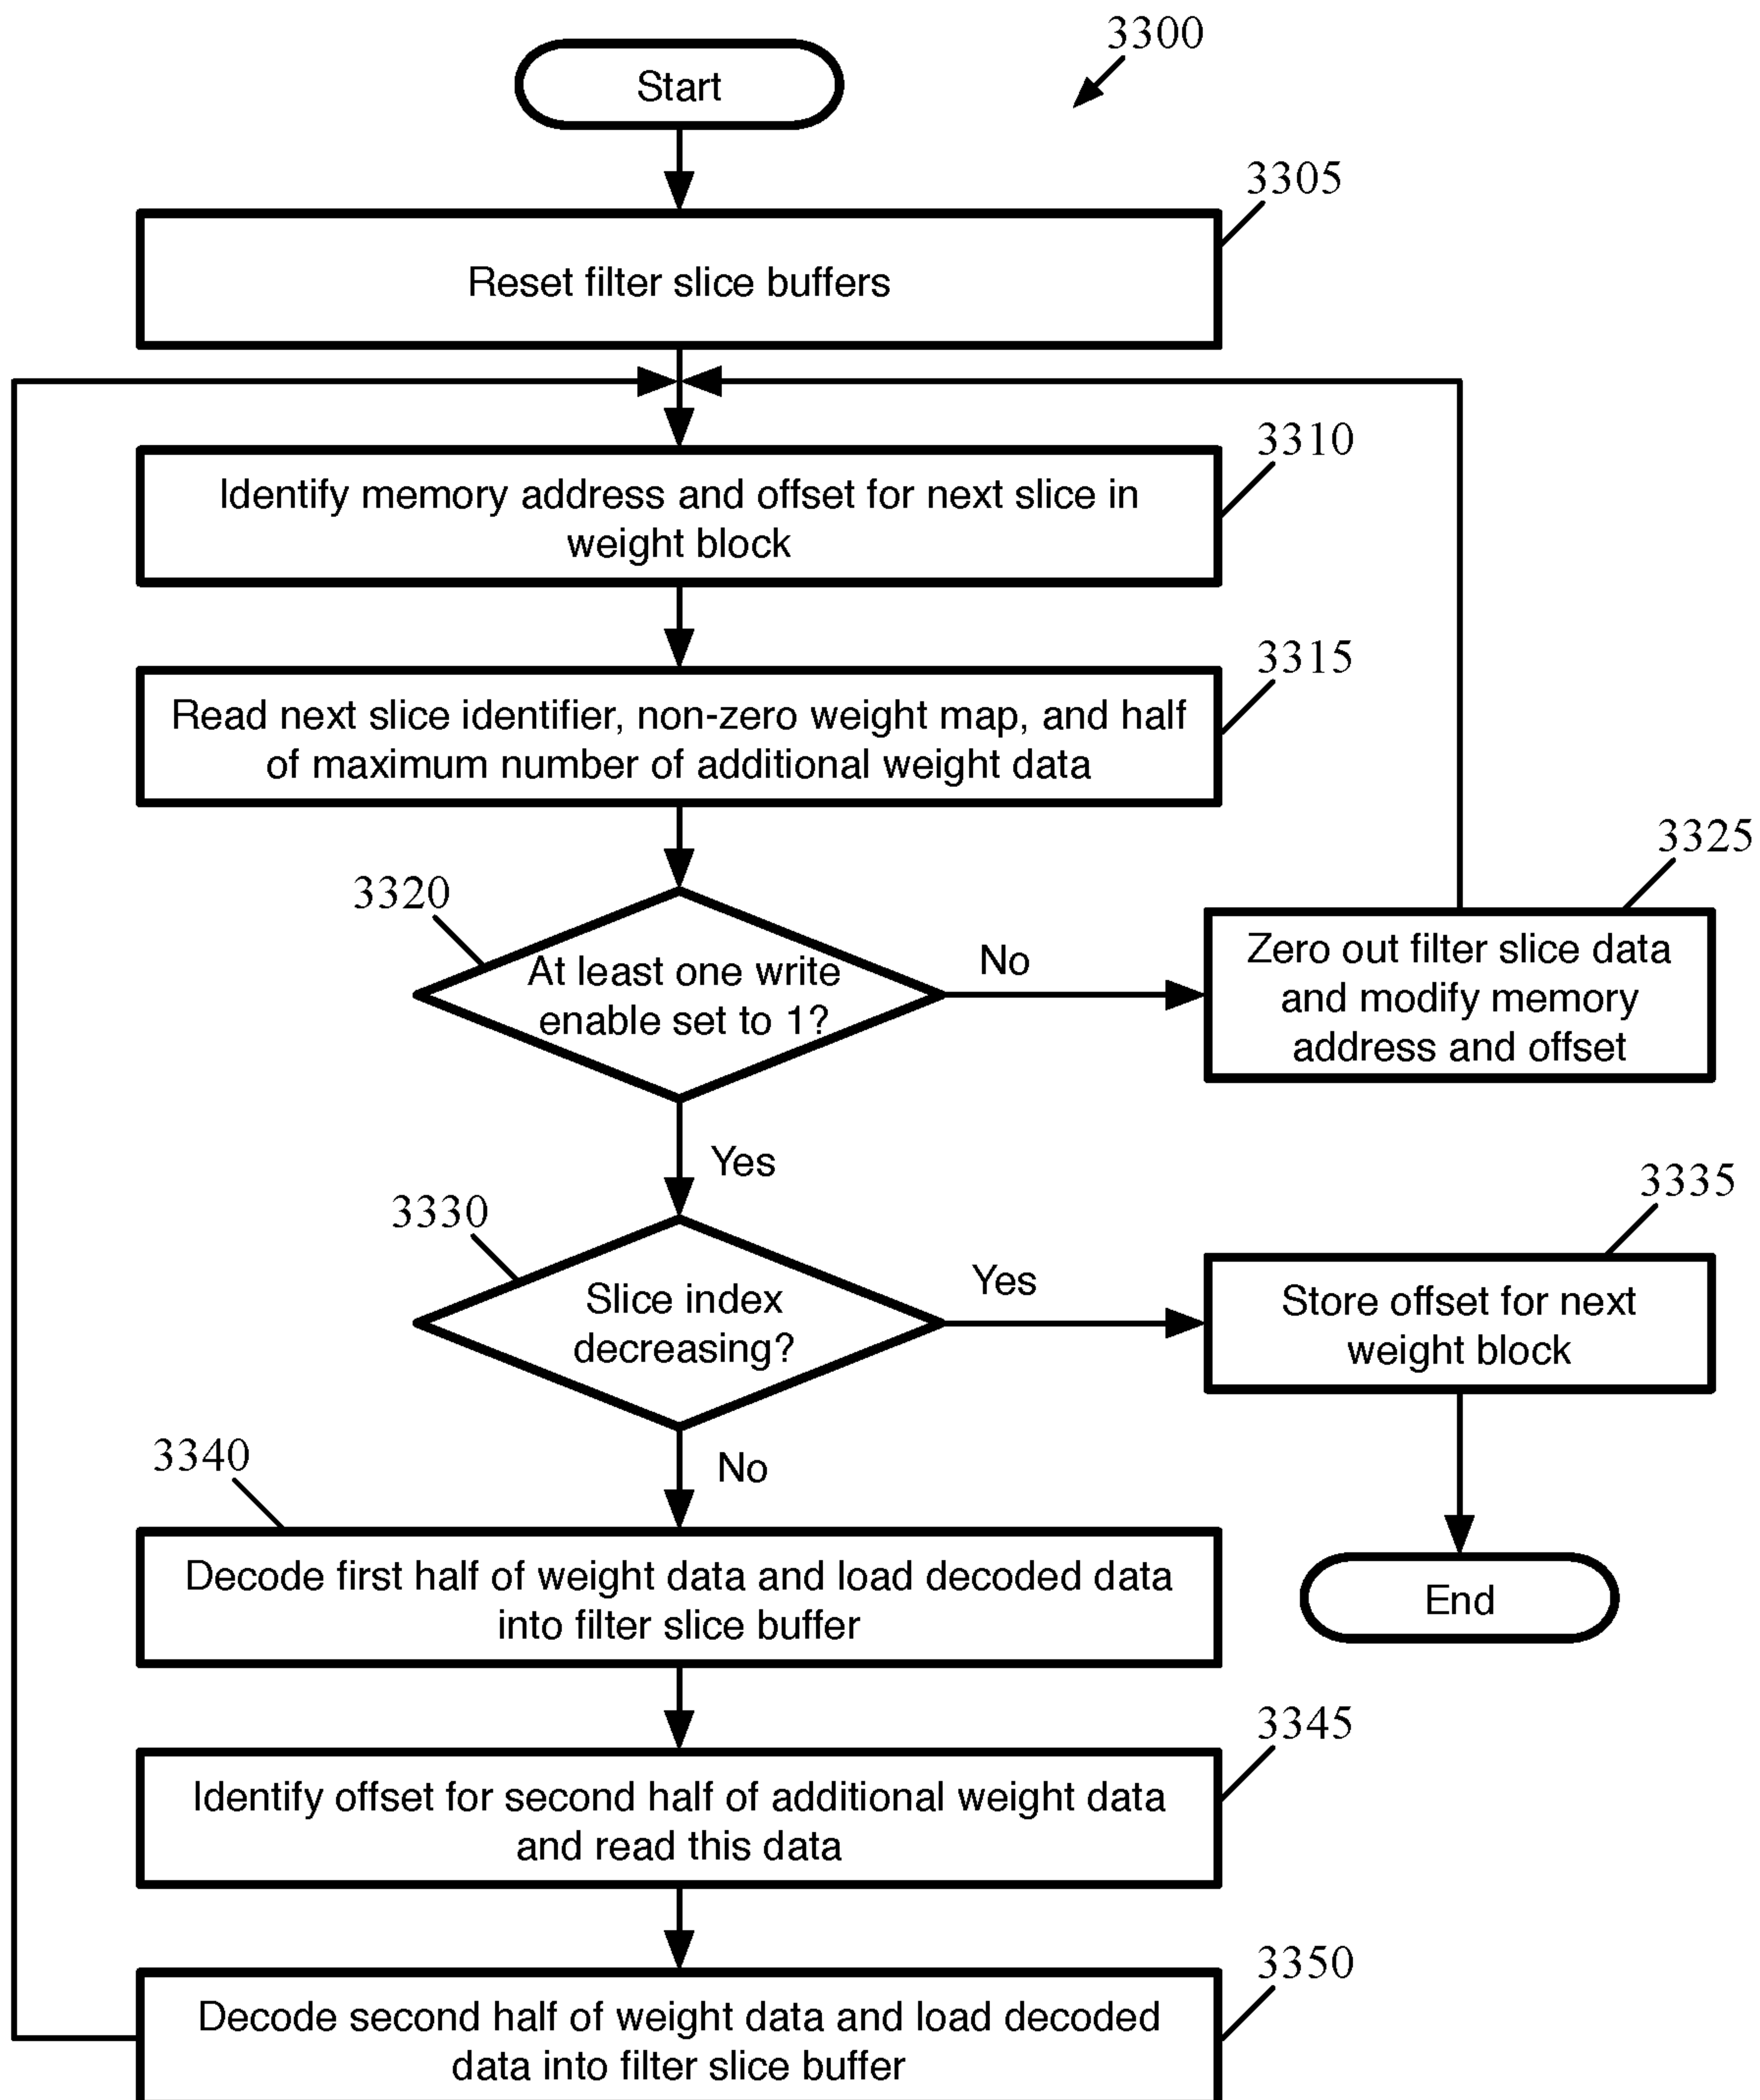 3300
Start
3305
Reset filter slice buffers
3310
Identify memory address and offset for next slice in
weight block
3315
Read next slice identifier, non-zero weight map, and half
of maximum number of additional weight data
3320
At least one write
enable set to 1?
No
3325
Zero out filter slice data
and modify memory
address and offset
Yes
3330
Slice index
decreasing?
Yes
3335
Store offset for next
weight block
No
End
3340
Decode first half of weight data and load decoded data
into filter slice buffer
3345
Identify offset for second half of additional weight data
and read this data
3350
Decode second half of weight data and load decoded
data into filter slice buffer